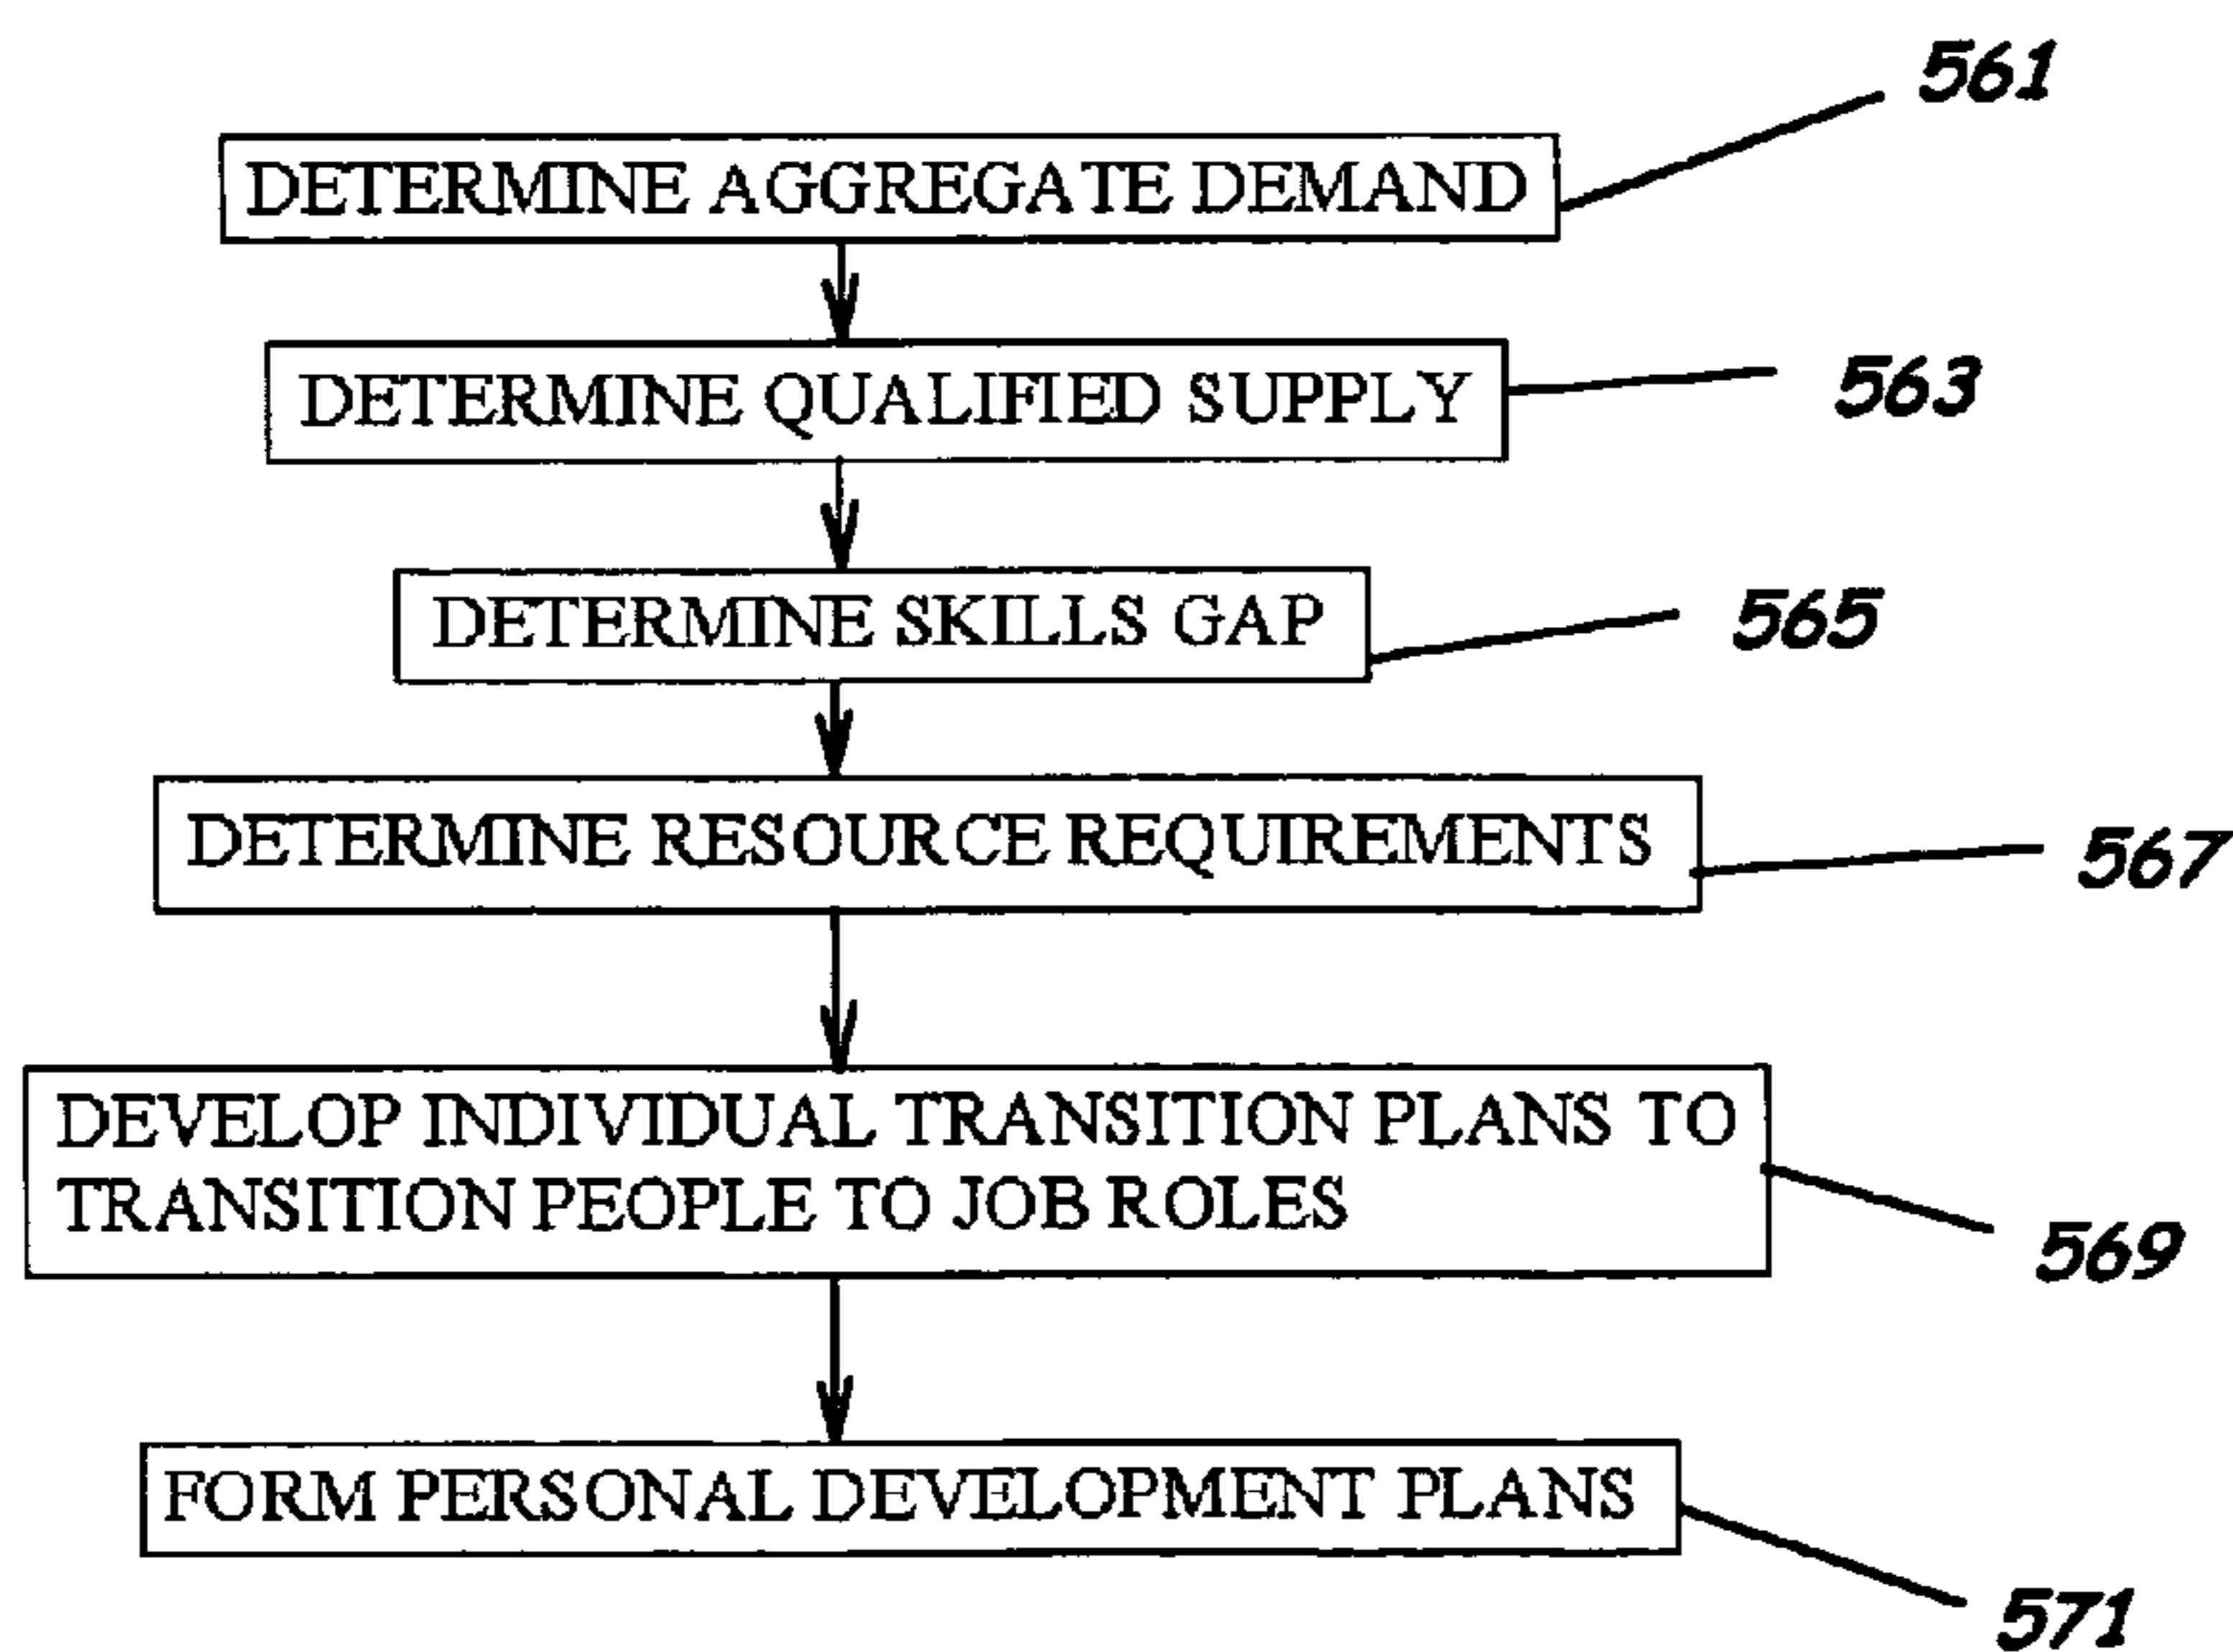 561
DETERMINE AGGREGATE DEMAND
DETERMINE QUALIFIED SUPPLY
563
DETERMINE SKILLS GAP
565
DETERMINE RESOURCE REQUIREMENTS
567
DEVELOP INDIVIDUAL TRANSITION PLANS TO
TRANSITION PEOPLE TO JOB ROLES
569
FORM PERSONAL DEVELOPMENT PLANS
571